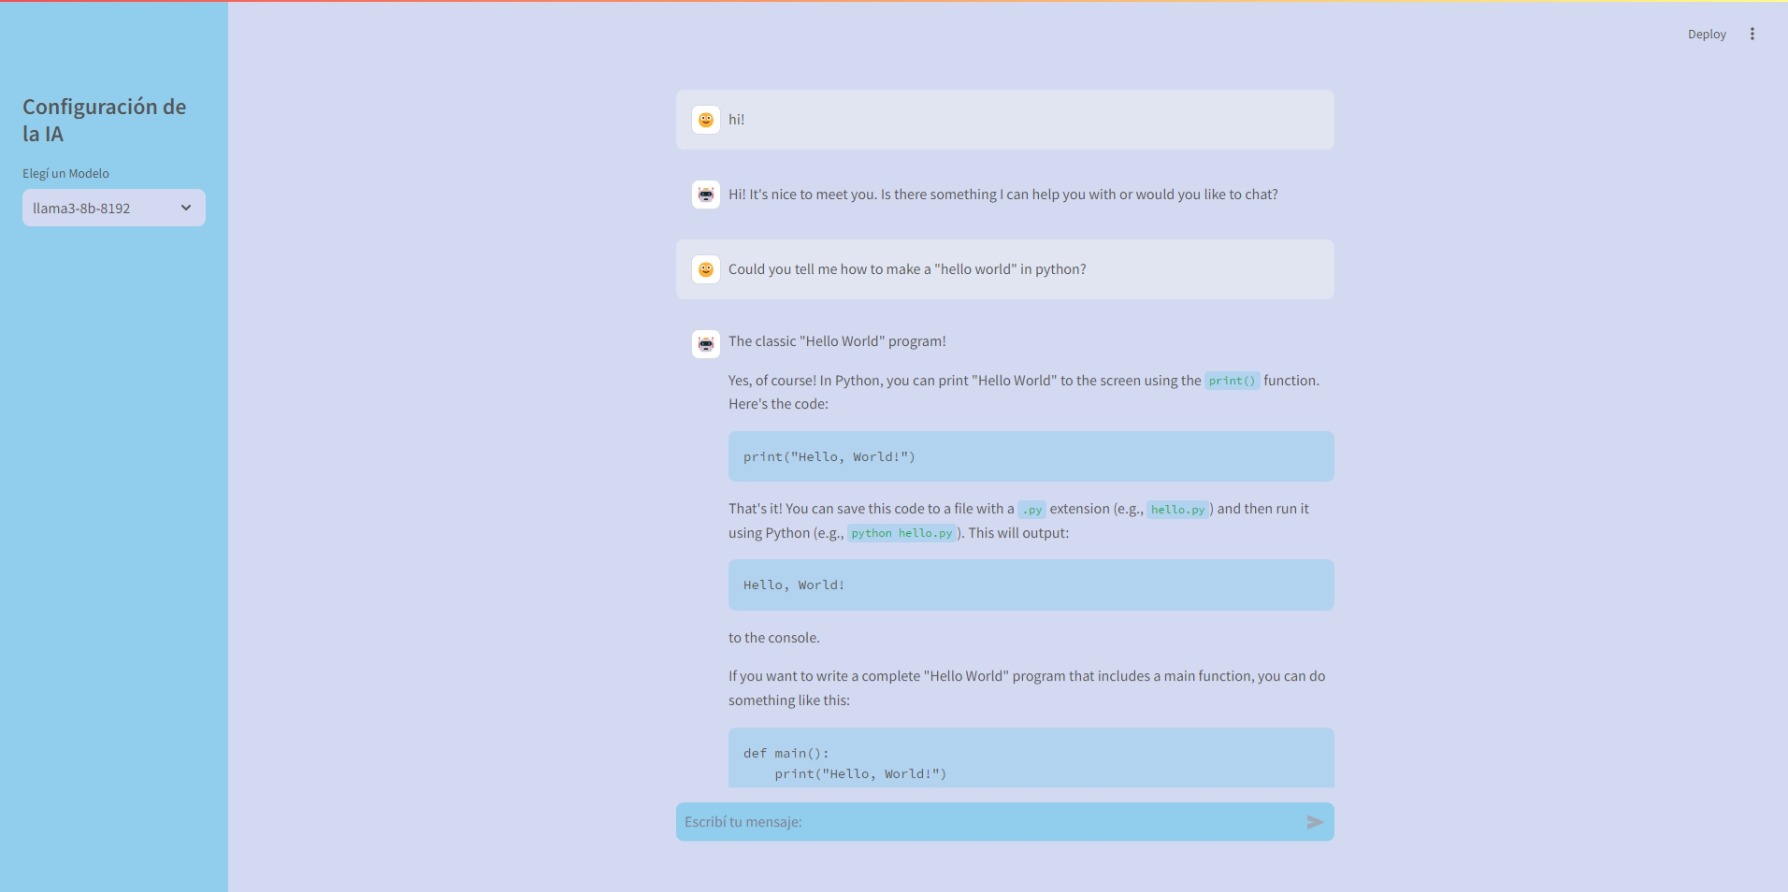 Deploy
Configuración de
la IA
Elegí un Modelo
llama3-8b-8192
hi!
Hi! It's nice to meet you. Is there something I can help you with or would you like to chat?
Could you tell me how to make a "hello world" in python?
The classic "Hello World" program!
Yes, of course! In Python, you can print "Hello World" to the screen using the print() function.
Here's the code:
print("Hello, World!")
That's it! You can save this code to a file with a .py extension (e.g., hello.py) and then run it
using Python (e.g., python hello.py). This will output:
Hello, World!
to the console.
If you want to write a complete "Hello World" program that includes a main function, you can do
something like this:
def main():
    print("Hello, World!")
Escribí tu mensaje: